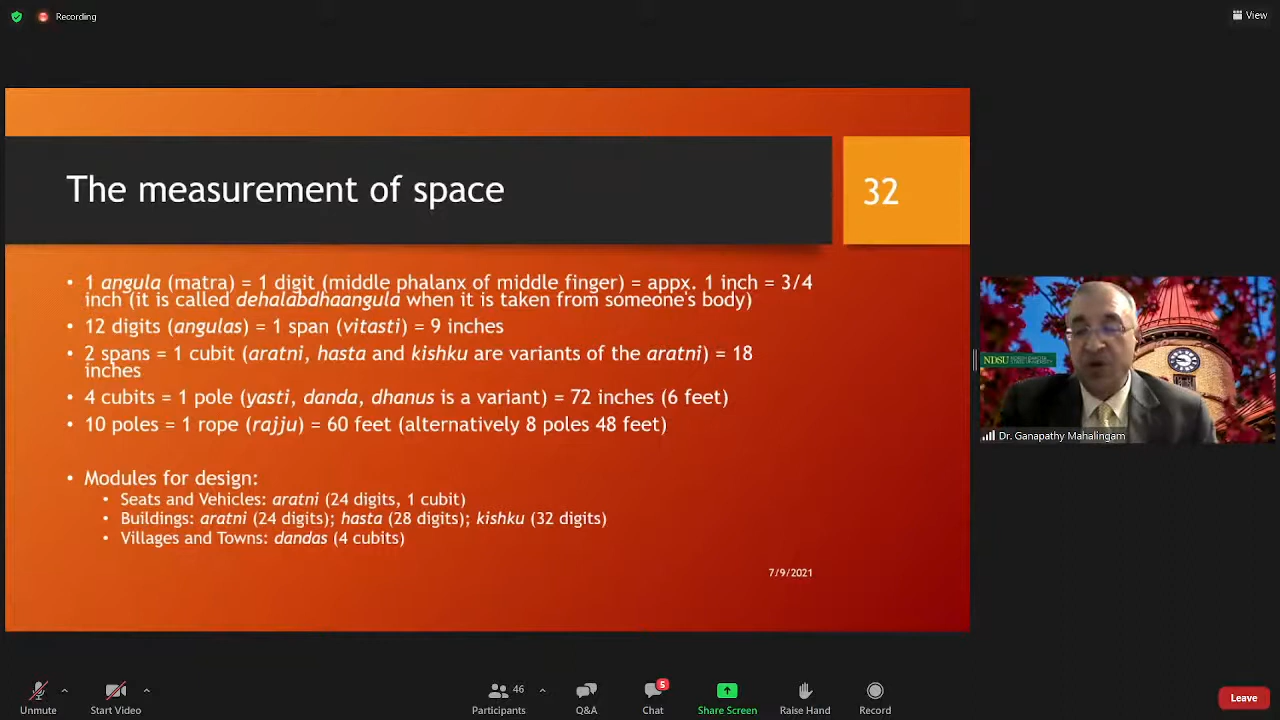 Recording
View
The measurement of space
32
• 1 angula (matra) = 1 digit (middle phalanx of middle finger) = appx. 1 inch = 3/4
inch (it is called dehalabdhaangula when it is taken from someone's body)
• 12 digits (angulas) = 1 span (vitasti) = 9 inches
• 2 spans = 1 cubit (aratni, hasta and kishku are variants of the aratni) = 18
inches
• 4 cubits = 1 pole (yasti, danda, dhanus is a variant) = 72 inches (6 feet)
• 10 poles = 1 rope (rajju) = 60 feet (alternatively 8 poles 48 feet)
• Modules for design:
• Seats and Vehicles: aratni (24 digits, 1 cubit)
• Buildings: aratni (24 digits); hasta (28 digits); kishku (32 digits)
• Villages and Towns: dandas (4 cubits)
7/9/2021
NDSU
Dr. Ganapathy Mahalingam
Unmute
Start Video
46
Participants
Q&A
5
Chat
Share Screen
Raise Hand
Record
Leave